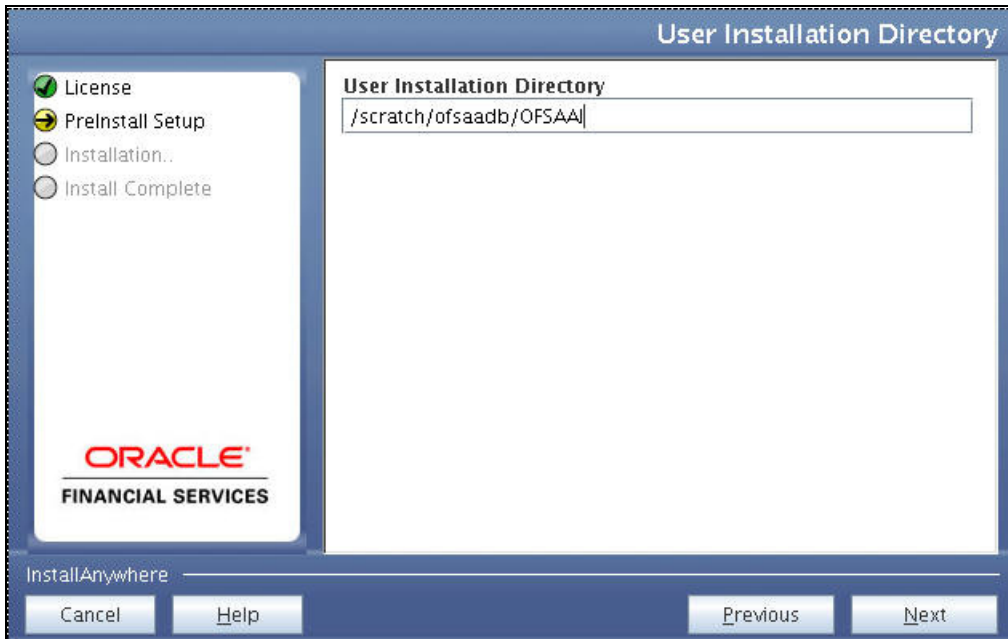 User Installation Directory
License
PreInstall Setup
Installation..
Install Complete
ORACLE
FINANCIAL SERVICES
User Installation Directory
/scratch/ofsaadb/OFSAAI
InstallAnywhere
Cancel
Help
Previous
Next